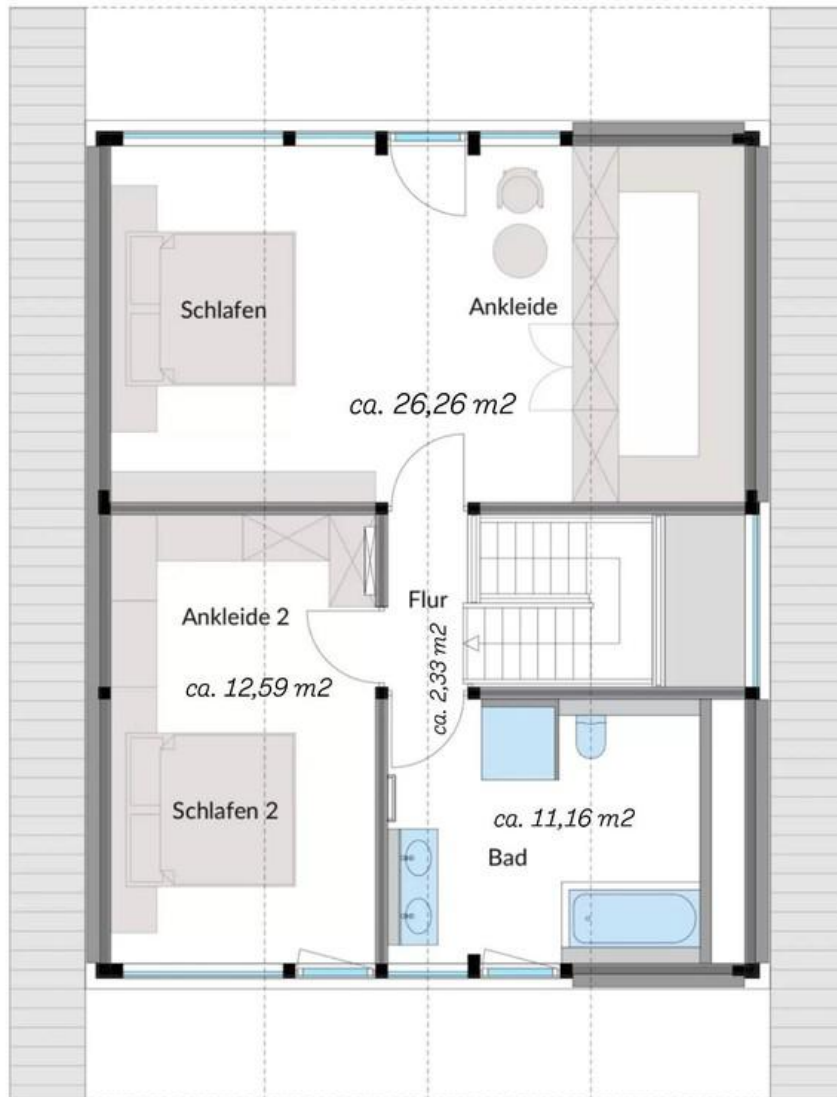 Schlafen
Ankleide
ca. 26,26 m2
Ankleide 2
Flur
ca. 12,59 m2
ca. 2,33 m2
Schlafen 2
ca. 11,16 m2
Bad